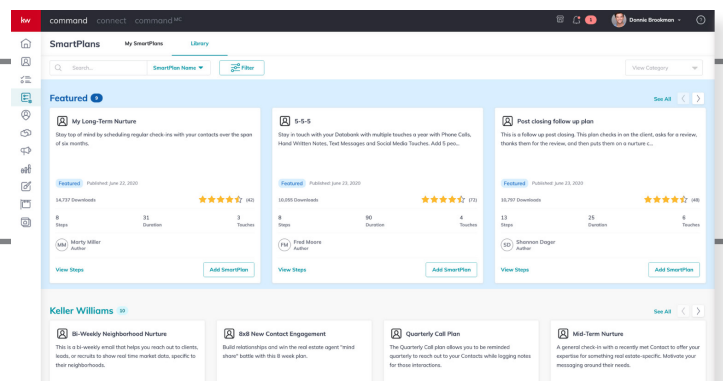 kw command connect command MC 1 Donnie Brookman
SmartPlans My SmartPlans Library
Search... SmartPlan Name Filter View Category
Featured 9 See All
My Long-Term Nurture
Stay top of mind by scheduling regular check-ins with your contacts over the span
of six months.
Featured Published: June 23, 2020
14,737 Downloads (42)
8 31 3
Steps Duration Touches
MM Marty Miller
Author
View Steps Add SmartPlan
5-5-5
Stay in touch with your Databank with multiple touches a year with Phone Calls,
Hand Written Notes, Text Messages and Social Media Touches. Add 5 peo...
Featured Published: June 23, 2020
10,055 Downloads (73)
8 90 4
Steps Duration Touches
FM Fred Moore
Author
View Steps Add SmartPlan
Post closing follow up plan
This is a follow up post closing. This plan checks in on the client, asks for a review,
thanks them for the review, and then puts them on a nurture c...
Featured Published: June 23, 2020
10,797 Downloads (48)
13 25 6
Steps Duration Touches
SD Shannon Dager
Author
View Steps Add SmartPlan
Keller Williams 10 See All
Bi-Weekly Neighborhood Nurture
This is a bi-weekly email that helps you reach out to clients,
leads, or recruits to show real time market data, specific to
their neighborhoods.
8x8 New Contact Engagement
Build relationships and win the real estate agent "mind
share" battle with this 8 week plan.
Quarterly Call Plan
The Quarterly Call plan allows you to be reminded
quarterly to reach out to your Contacts while logging notes
for those interactions.
Mid-Term Nurture
A general check-in with a recently met Contact to offer your
expertise for something real estate-specific. Motivate your
messaging around their needs.